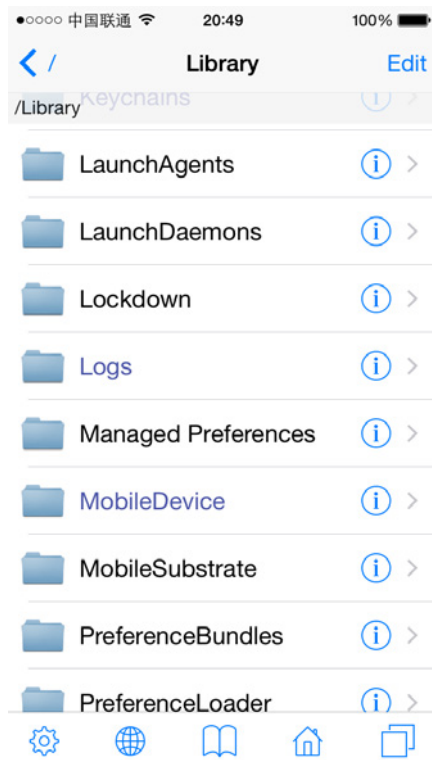 中国联通 20:49 100%
/ Library Edit
Keychains
/Library
LaunchAgents
LaunchDaemons
Lockdown
Logs
Managed Preferences
MobileDevice
MobileSubstrate
PreferenceBundles
PreferenceLoader